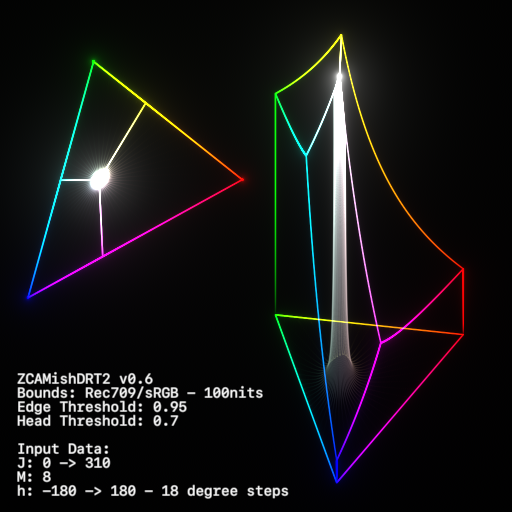 ZCAMishDRT2 v0.6
Bounds: Rec709/sRGB - 100nits
Edge Threshold: 0.95
Head Threshold: 0.7
Input Data:
J: 0 -> 310
M: 8
h: -180 -> 180 - 18 degree steps